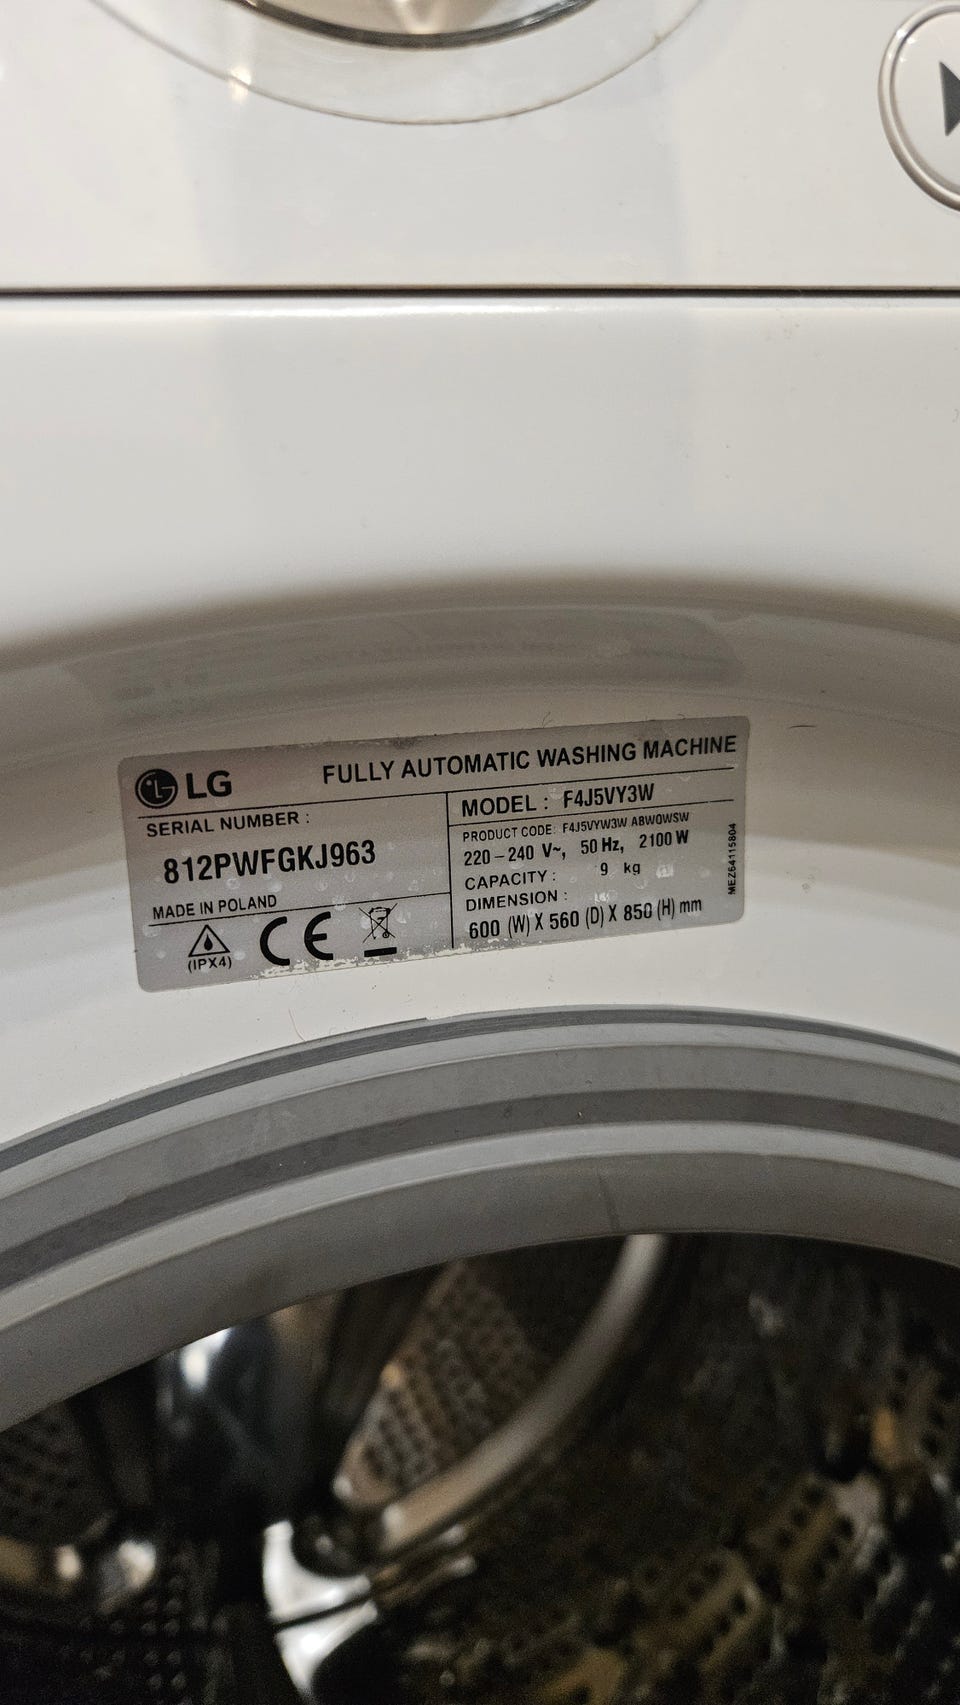 LG FULLY AUTOMATIC WASHING MACHINE
SERIAL NUMBER :
812PWFGKJ963
MADE IN POLAND
(IPX4) CE
MODEL : F4J5VY3W
PRODUCT CODE: F4J5VYW3W ABWQWSW
220-240 V~, 50 Hz, 2100 W
CAPACITY : 9 kg
DIMENSION :
600 (W) X 560 (D) X 850 (H) mm
MEZ64115804